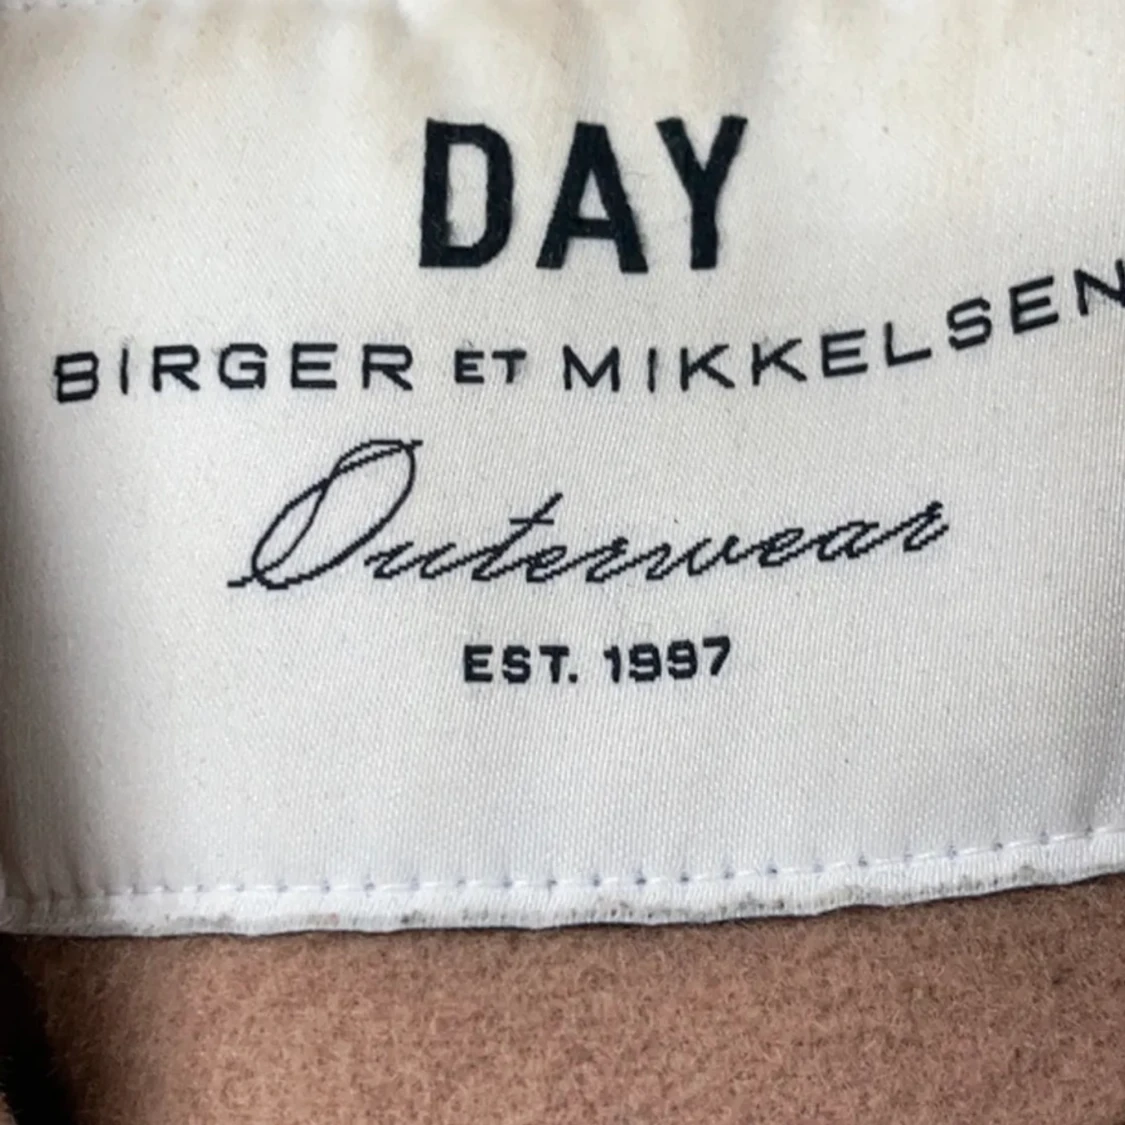 DAY
BIRGER ET MIKKELSEN
Outerwear
EST. 1997